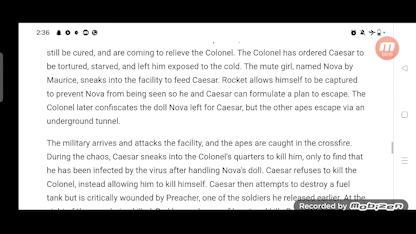 2:36
still be cured, and are coming to relieve the Colonel. The Colonel has ordered Caesar to
be tortured, starved, and left him exposed to the cold. The mute girl, named Nova by
Maurice, sneaks into the facility to feed Caesar. Rocket allows himself to be captured
to prevent Nova from being seen so he and Caesar can formulate a plan to escape. The
Colonel later confiscates the doll Nova left for Caesar, but the other apes escape via an
underground tunnel.
The military arrives and attacks the facility, and the apes are caught in the crossfire.
During the chaos, Caesar sneaks into the Colonel's quarters to kill him, only to find that
he has been infected by the virus after handling Nova's doll. Caesar refuses to kill the
Colonel, instead allowing him to kill himself. Caesar then attempts to destroy a fuel
tank but is critically wounded by Preacher, one of the soldiers he released earlier. At the
Recorded by MOBIZEN